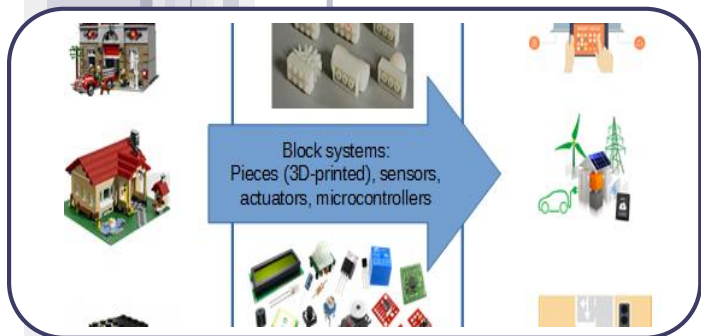 Block systems:
Pieces (3D-printed), sensors,
actuators, microcontrollers